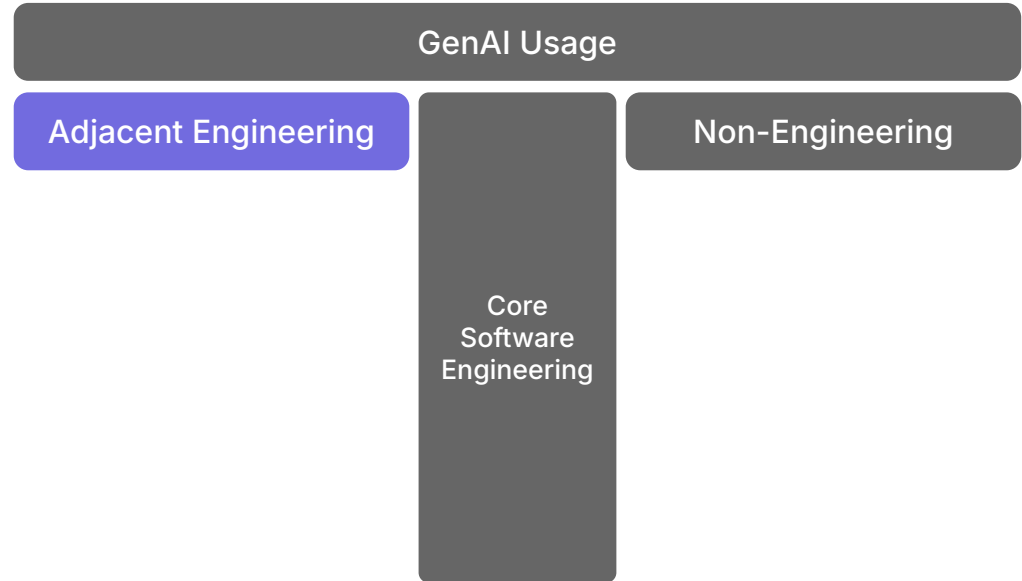 GenAI Usage
Adjacent Engineering
Non-Engineering
Core
Software
Engineering